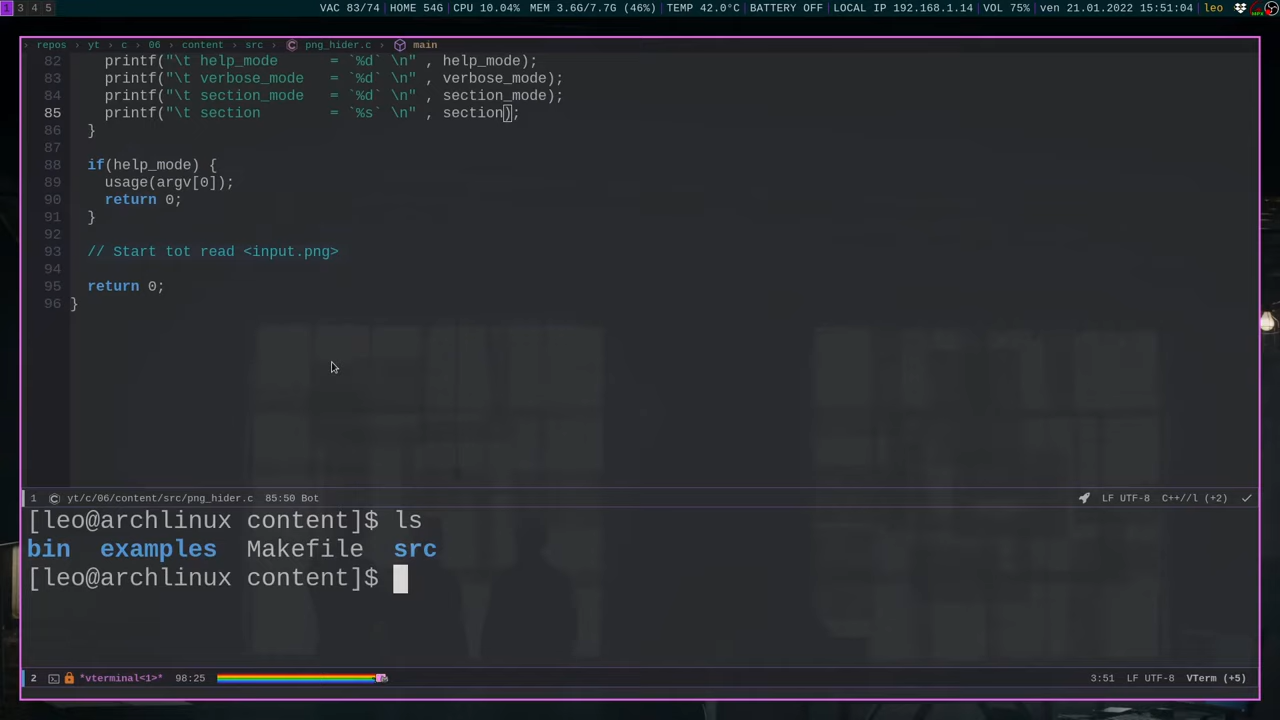 1 3 4 5 VAC 83/74 | HOME 54G | CPU 10.04% MEM 3.6G/7.7G (46%) | TEMP 42.0°C | BATTERY OFF | LOCAL IP 192.168.1.14 | VOL 75% | ven 21.01.2022 15:51:04 | leo
› repos › yt › c › 06 › content › src › png_hider.c › main
82 printf("\t help_mode      = `%d` \n" , help_mode);
83 printf("\t verbose_mode   = `%d` \n" , verbose_mode);
84 printf("\t section_mode   = `%d` \n" , section_mode);
85 printf("\t section        = `%s` \n" , section);
86 }
87
88 if(help_mode) {
89 usage(argv[0]);
90 return 0;
91 }
92
93 // Start tot read <input.png>
94
95 return 0;
96 }
1 yt/c/06/content/src/png_hider.c 85:50 Bot LF UTF-8 C++//l (+2)
[leo@archlinux content]$ ls
bin examples Makefile src
[leo@archlinux content]$
2 *vterminal<1>* 98:25 3:51 LF UTF-8 VTerm (+5)